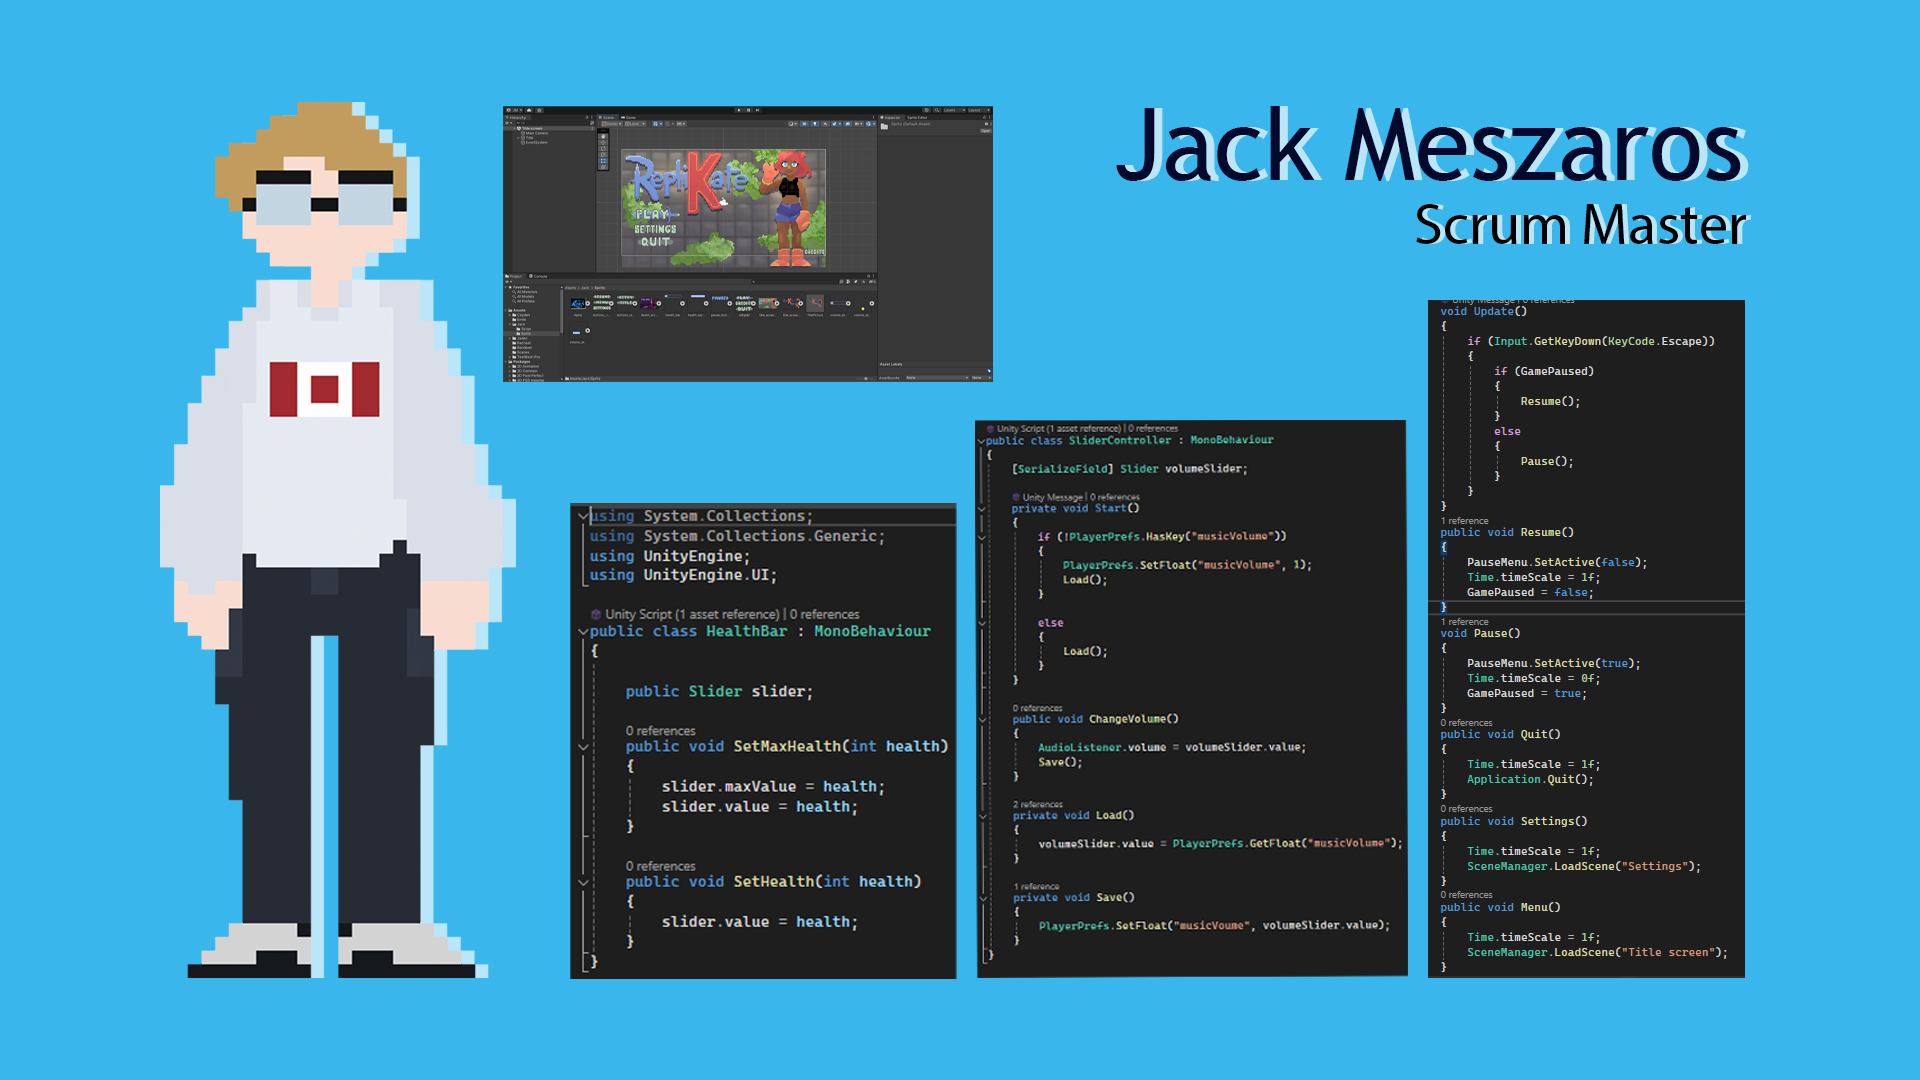 Jack Meszaros
Scrum Master
RepliKate
PLAY
SETTINGS
QUIT
CREDITS
using System.Collections;
using System.Collections.Generic;
using UnityEngine;
using UnityEngine.UI;
Unity Script (1 asset reference) | 0 references
public class HealthBar : MonoBehaviour
{
public Slider slider;
0 references
public void SetMaxHealth(int health)
{
slider.maxValue = health;
slider.value = health;
}
0 references
public void SetHealth(int health)
{
slider.value = health;
}
}
Unity Script (1 asset reference) | 0 references
public class SliderController : MonoBehaviour
{
[SerializeField] Slider volumeSlider;
Unity Message | 0 references
private void Start()
{
if (!PlayerPrefs.HasKey("musicVolume"))
{
PlayerPrefs.SetFloat("musicVolume", 1);
Load();
}
else
{
Load();
}
}
0 references
public void ChangeVolume()
{
AudioListener.volume = volumeSlider.value;
Save();
}
2 references
private void Load()
{
volumeSlider.value = PlayerPrefs.GetFloat("musicVolume");
}
1 reference
private void Save()
{
PlayerPrefs.SetFloat("musicVoume", volumeSlider.value);
}
}
Unity Message | 0 references
void Update()
{
if (Input.GetKeyDown(KeyCode.Escape))
{
if (GamePaused)
{
Resume();
}
else
{
Pause();
}
}
}
1 reference
public void Resume()
{
PauseMenu.SetActive(false);
Time.timeScale = 1f;
GamePaused = false;
}
1 reference
void Pause()
{
PauseMenu.SetActive(true);
Time.timeScale = 0f;
GamePaused = true;
}
0 references
public void Quit()
{
Time.timeScale = 1f;
Application.Quit();
}
0 references
public void Settings()
{
Time.timeScale = 1f;
SceneManager.LoadScene("Settings");
}
0 references
public void Menu()
{
Time.timeScale = 1f;
SceneManager.LoadScene("Title screen");
}